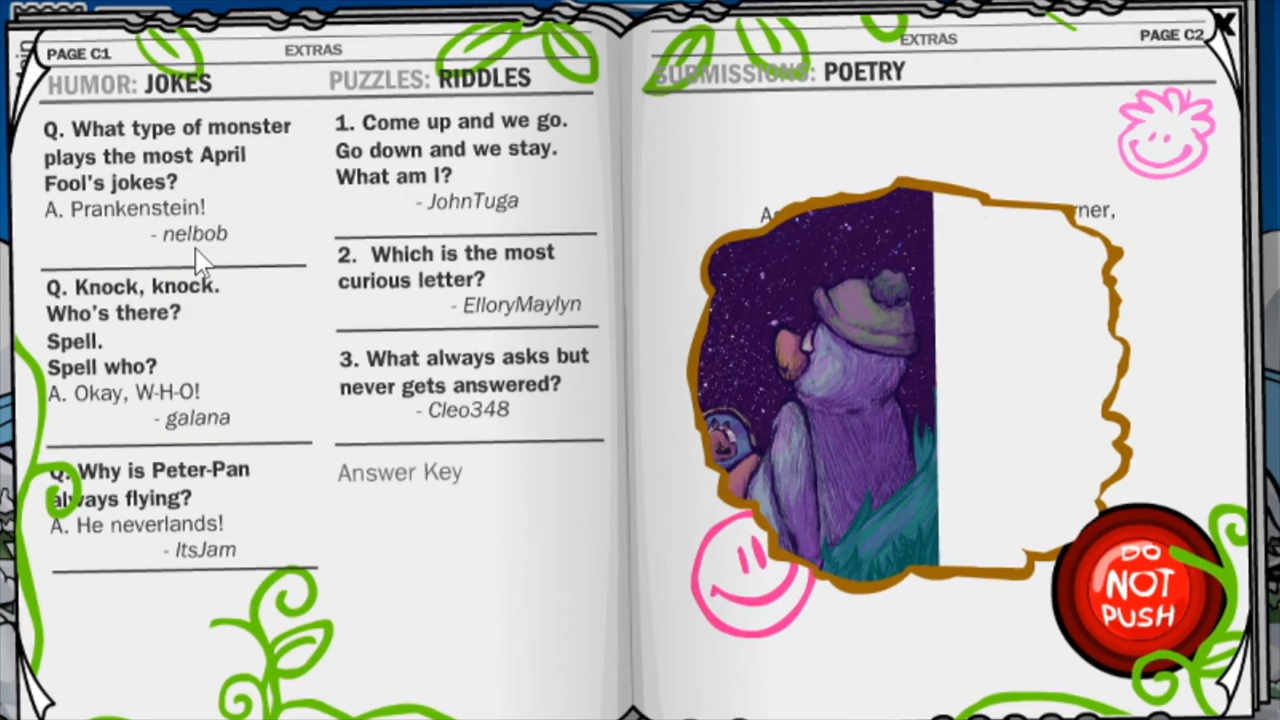 PAGE C1
EXTRAS
HUMOR: JOKES
PUZZLES: RIDDLES
Q. What type of monster
plays the most April
Fool's jokes?
A. Prankenstein!
- nelbob
Q. Knock, knock.
Who's there?
Spell.
Spell who?
A. Okay, W-H-O!
- galana
Q. Why is Peter-Pan
always flying?
A. He neverlands!
- ItsJam
1. Come up and we go.
Go down and we stay.
What am I?
- JohnTuga
2. Which is the most
curious letter?
- ElloryMaylyn
3. What always asks but
never gets answered?
- Cleo348
Answer Key
EXTRAS
PAGE C2
X
SUBMISSIONS: POETRY
DO
NOT
PUSH